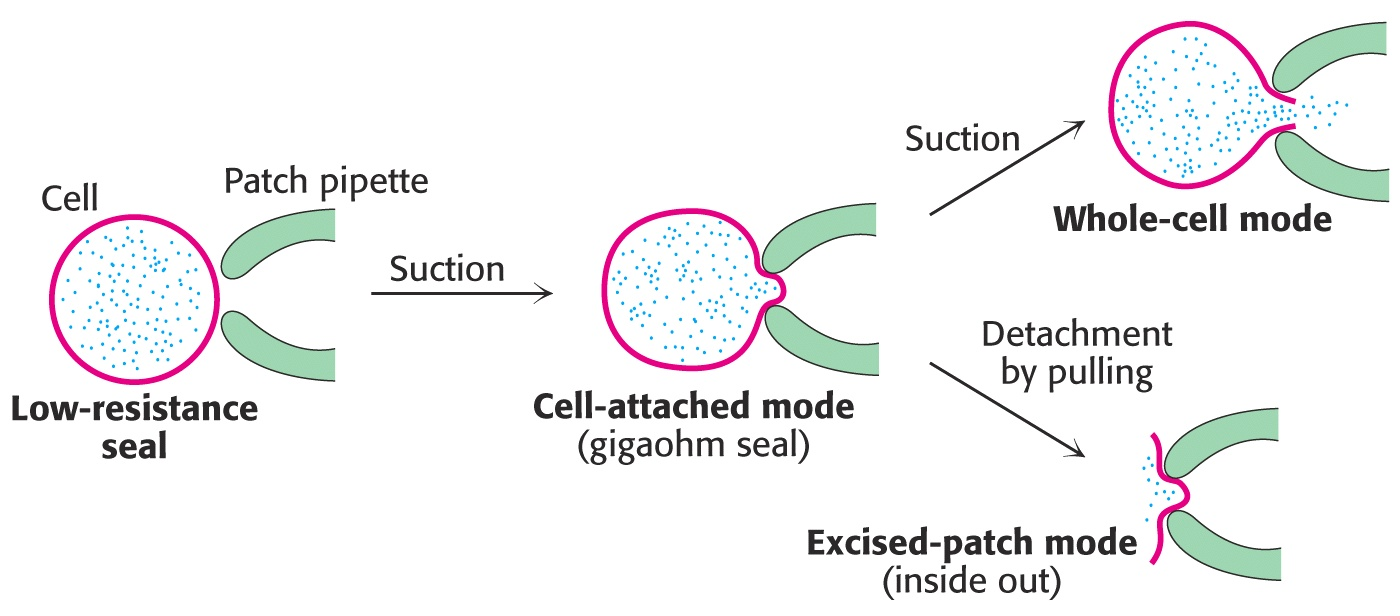 Cell
Patch pipette
Low-resistance
seal
Suction
Cell-attached mode
(gigaohm seal)
Suction
Whole-cell mode
Detachment
by pulling
Excised-patch mode
(inside out)